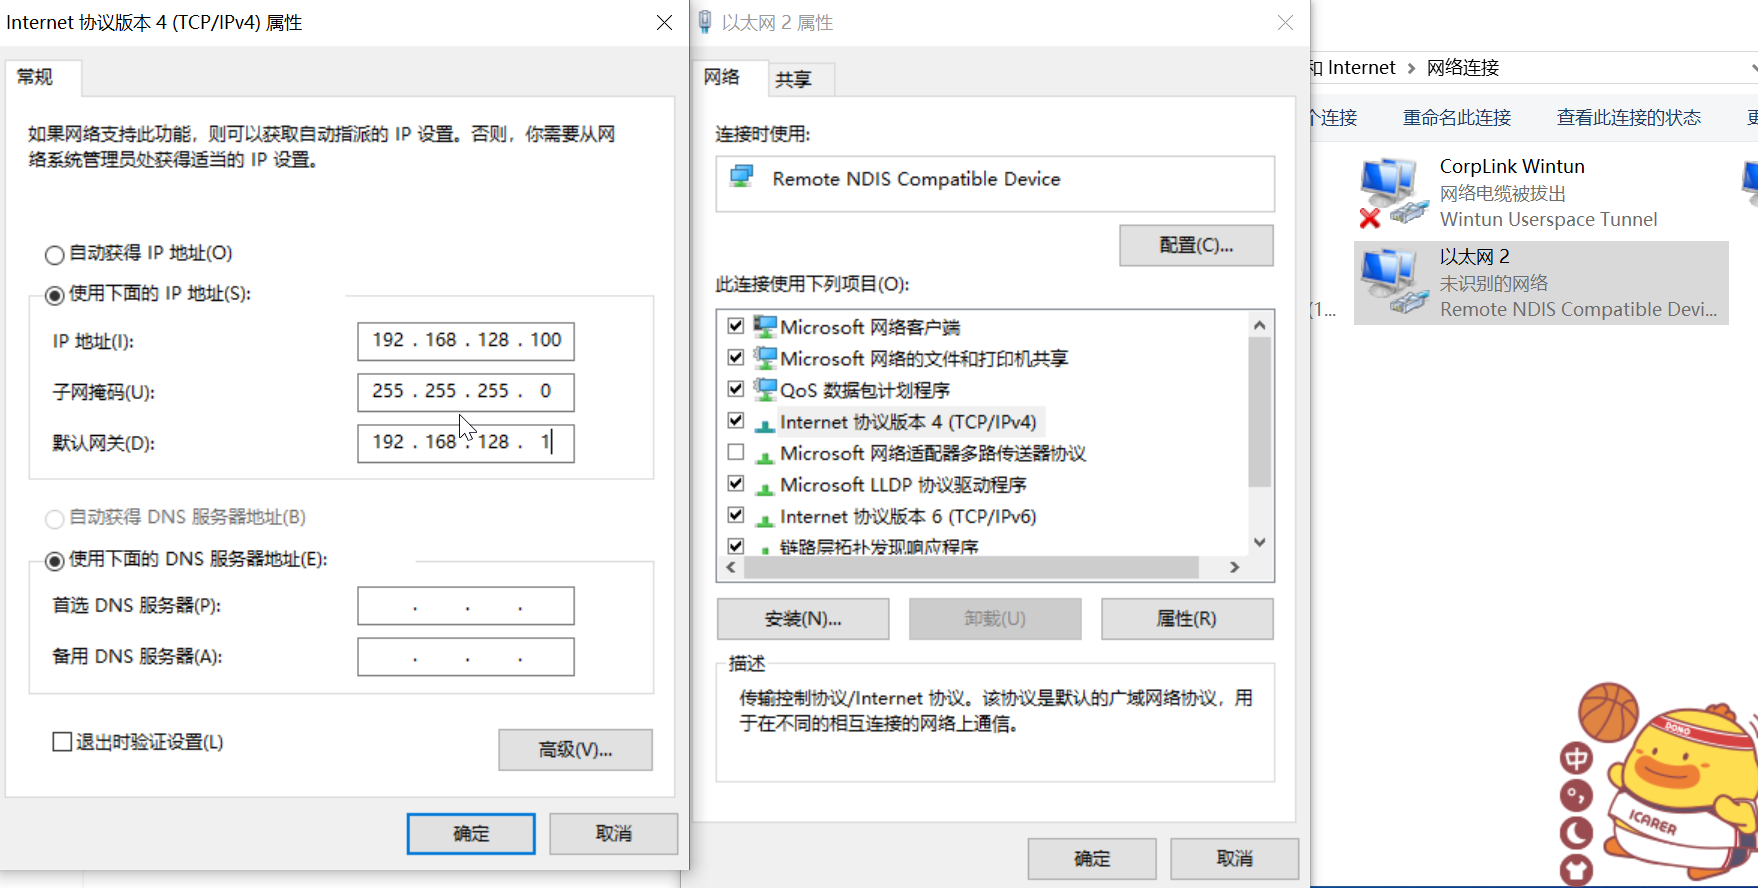 Internet 协议版本 4 (TCP/IPv4) 属性
常规
如果网络支持此功能，则可以获取自动指派的 IP 设置。否则，你需要从网
络系统管理员处获得适当的 IP 设置。
自动获得 IP 地址(O)
使用下面的 IP 地址(S):
IP 地址(I):
192 . 168 . 128 . 100
子网掩码(U):
255 . 255 . 255 . 0
默认网关(D):
192 . 168 . 128 . 1
自动获得 DNS 服务器地址(B)
使用下面的 DNS 服务器地址(E):
首选 DNS 服务器(P):
. . .
备用 DNS 服务器(A):
. . .
退出时验证设置(L)
高级(V)...
确定
取消
以太网 2 属性
网络
共享
连接时使用:
Remote NDIS Compatible Device
配置(C)...
此连接使用下列项目(O):
Microsoft 网络客户端
Microsoft 网络的文件和打印机共享
QoS 数据包计划程序
Internet 协议版本 4 (TCP/IPv4)
Microsoft 网络适配器多路传送器协议
Microsoft LLDP 协议驱动程序
Internet 协议版本 6 (TCP/IPv6)
链路层拓扑发现响应程序
安装(N)...
卸载(U)
属性(R)
描述
传输控制协议/Internet 协议。该协议是默认的广域网络协议，用
于在不同的相互连接的网络上通信。
确定
取消
和 Internet
网络连接
个连接
重命名此连接
查看此连接的状态
更
CorpLink Wintun
网络电缆被拔出
Wintun Userspace Tunnel
以太网 2
未识别的网络
Remote NDIS Compatible Devi...
(1...
DONO
中
°,
ICARER